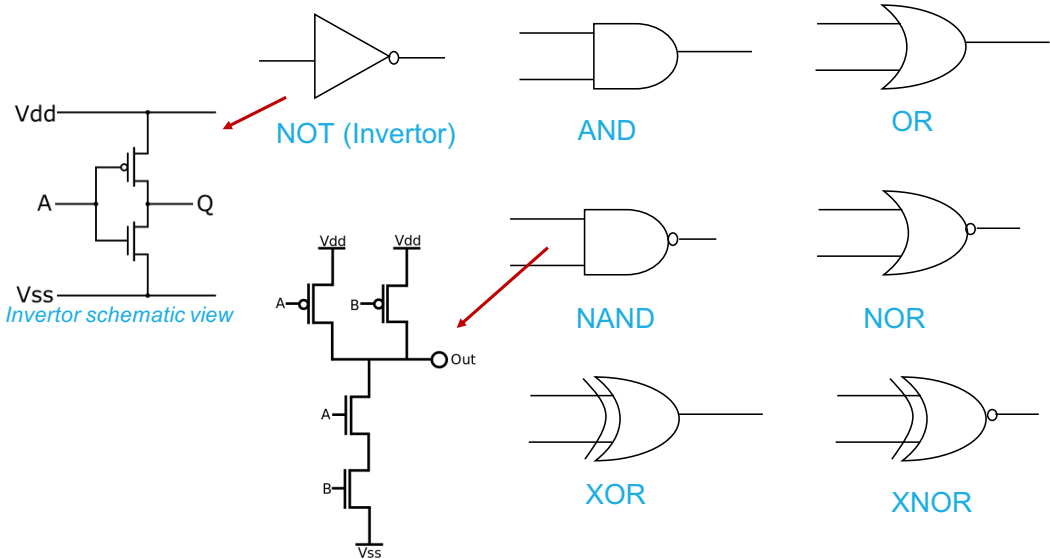 Vdd
NOT (Invertor)
AND
OR
A
Q
Vss
Invertor schematic view
Vdd
Vdd
A
B
Out
A
B
Vss
NAND
NOR
XOR
XNOR